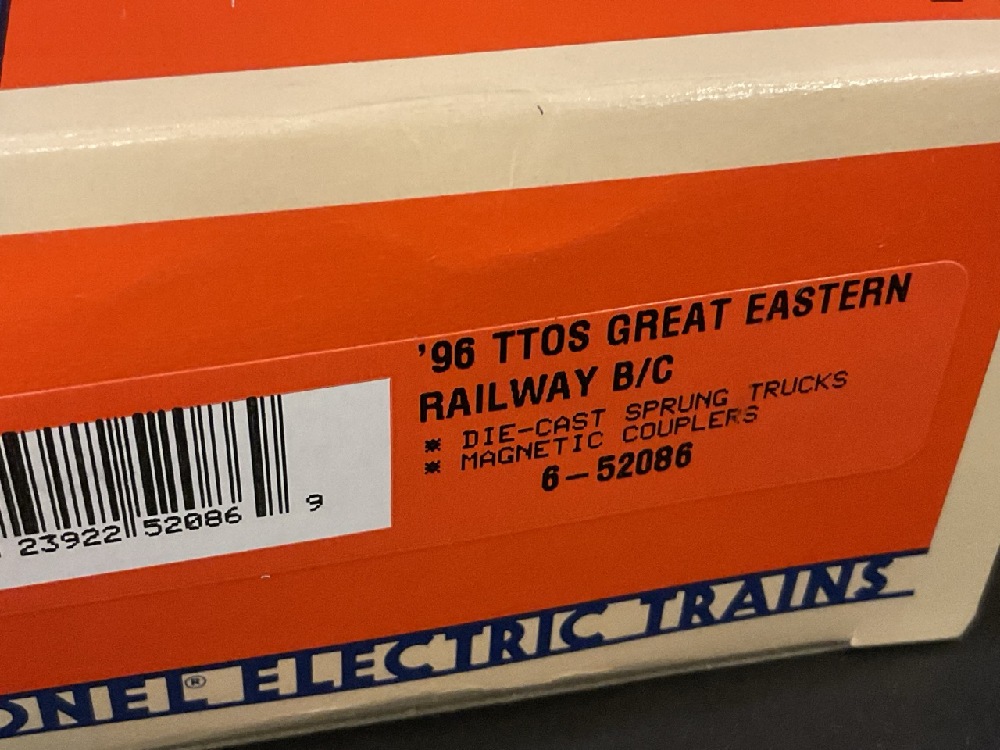 '96 TTOS GREAT EASTERN
RAILWAY B/C
* DIE-CAST SPRUNG TRUCKS
* MAGNETIC COUPLERS
6-52086
23922 52086 9
ONEL® ELECTRIC TRAINS